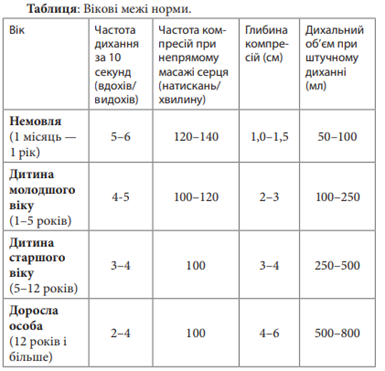 Таблиця: Вікові межі норми.
Вік
Частота
дихання
за 10
секунд
(вдохів/
видохів)
Частота ком-
пресій при
непрямому
масажі серця
(натискань/
хвилину)
Глибина
компре-
сій (см)
Дихальний
об’єм при
штучному
диханні
(мл)
Немовля
(1 місяць —
1 рік)
5–6
120–140
1,0–1,5
50–100
Дитина
молодшого
віку
(1–5 років)
4-5
100–120
2–3
100–250
Дитина
старшого
віку
(5–12 років)
3–4
100
3–4
250–500
Доросла
особа
(12 років і
більше)
2–4
100
4–6
500–800